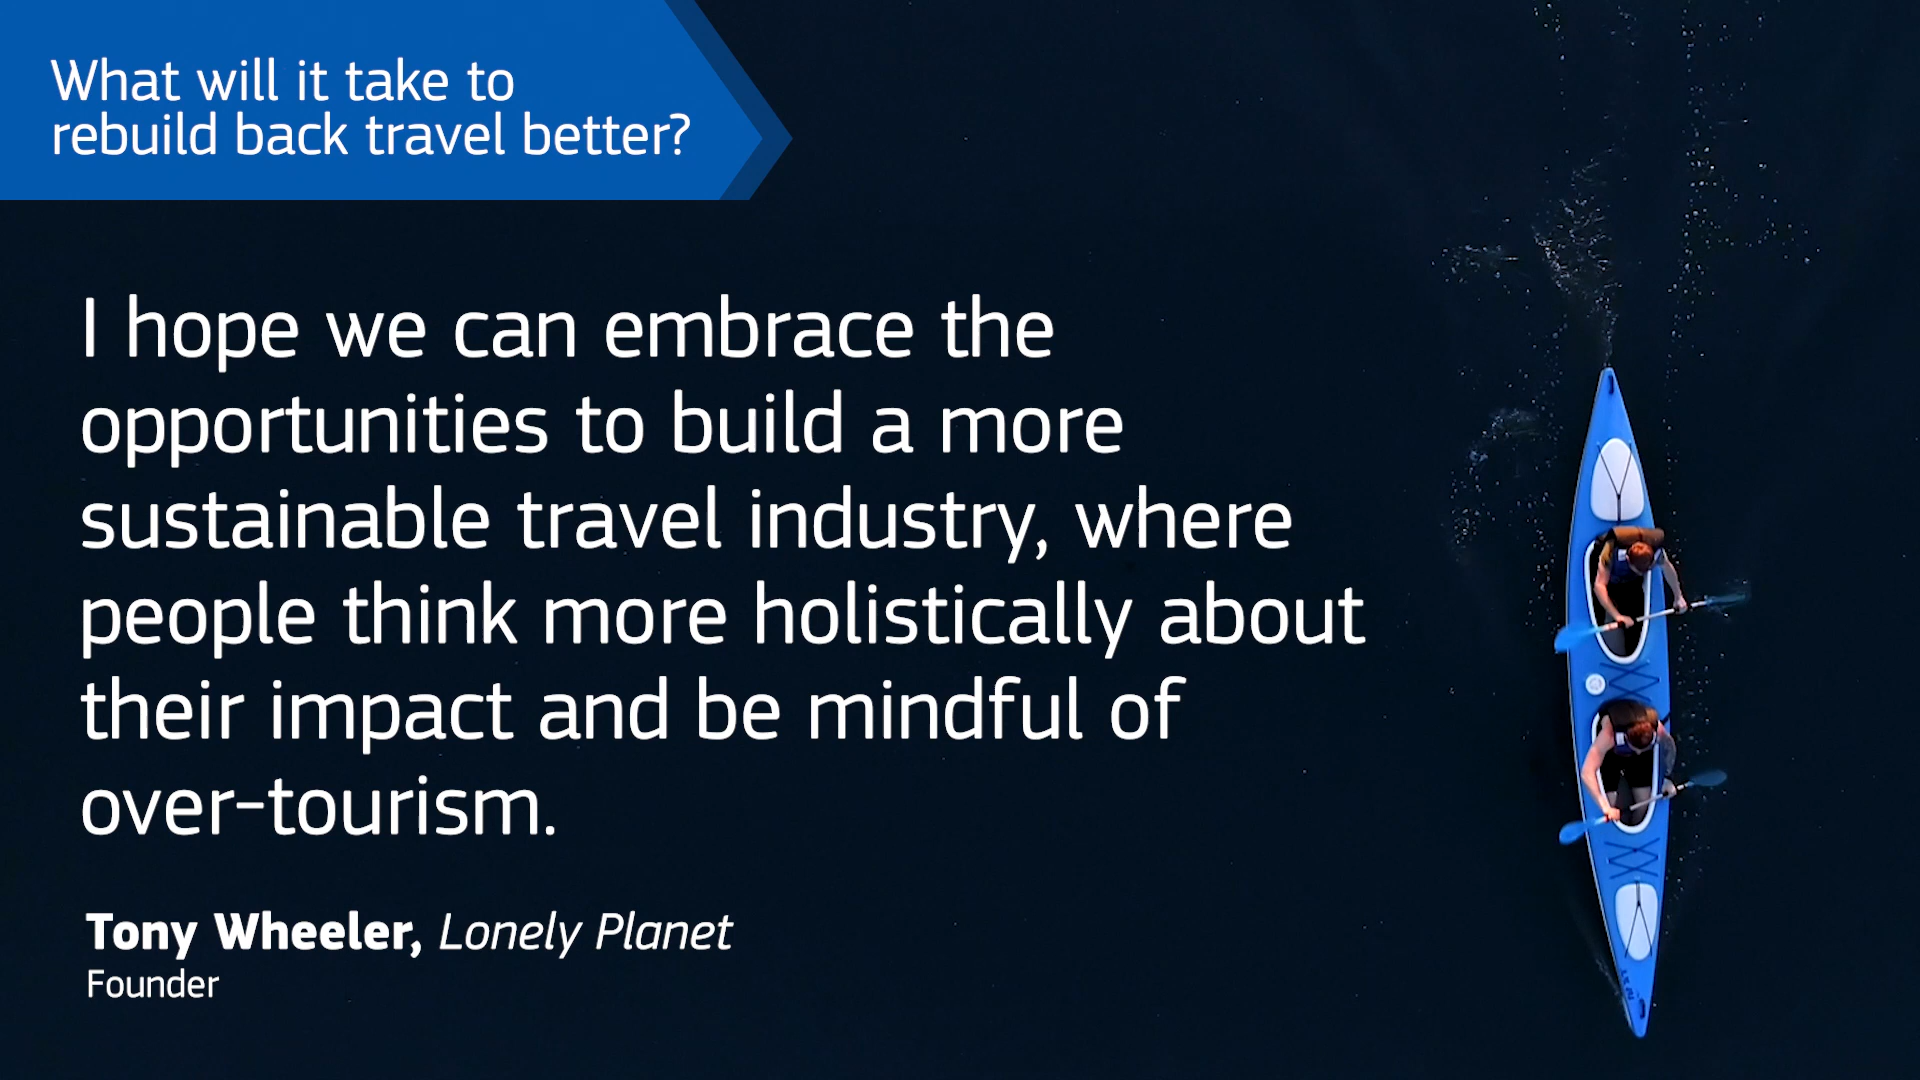 What will it take to
rebuild back travel better?
I hope we can embrace the
opportunities to build a more
sustainable travel industry, where
people think more holistically about
their impact and be mindful of
over-tourism.
Tony Wheeler, Lonely Planet
Founder